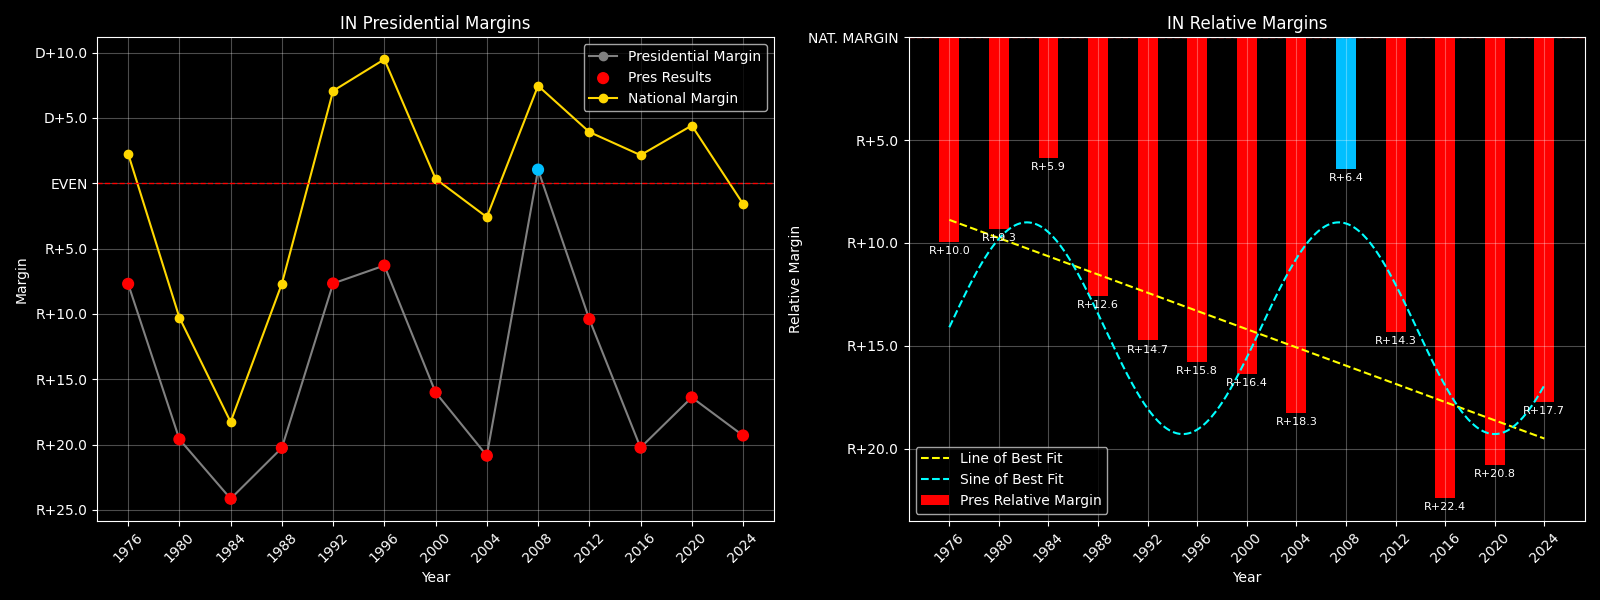 IN Presidential Margins
D+10.0
D+5.0
EVEN
R+5.0
R+10.0
R+15.0
R+20.0
R+25.0
Margin
Presidential Margin
Pres Results
National Margin
1976
1980
1984
1988
1992
1996
2000
2004
2008
2012
2016
2020
2024
Year
IN Relative Margins
NAT. MARGIN
R+5.0
R+10.0
R+15.0
R+20.0
Relative Margin
R+10.0
R+9.3
R+5.9
R+12.6
R+14.7
R+15.8
R+16.4
R+18.3
R+6.4
R+14.3
R+22.4
R+20.8
R+17.7
Line of Best Fit
Sine of Best Fit
Pres Relative Margin
1976
1980
1984
1988
1992
1996
2000
2004
2008
2012
2016
2020
2024
Year